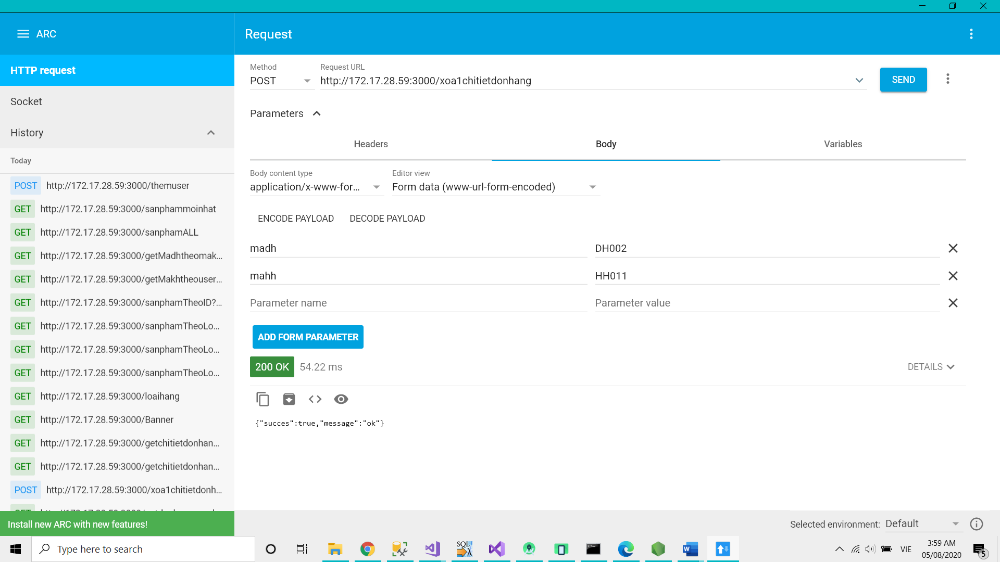 ARC
Request
HTTP request
Socket
History
Today
POST http://172.17.28.59:3000/themuser
GET http://172.17.28.59:3000/sanphammoinhat
GET http://172.17.28.59:3000/sanphamALL
GET http://172.17.28.59:3000/getMadhtheomak...
GET http://172.17.28.59:3000/getMakhtheouser...
GET http://172.17.28.59:3000/sanphamTheoID?...
GET http://172.17.28.59:3000/sanphamTheoLo...
GET http://172.17.28.59:3000/sanphamTheoLo...
GET http://172.17.28.59:3000/sanphamTheoLo...
GET http://172.17.28.59:3000/loaihang
GET http://172.17.28.59:3000/Banner
GET http://172.17.28.59:3000/getchitietdonhan...
GET http://172.17.28.59:3000/getchitietdonhan...
POST http://172.17.28.59:3000/xoa1chitietdonh...
Install new ARC with new features!
Method
POST
Request URL
http://172.17.28.59:3000/xoa1chitietdonhang
SEND
Parameters
Headers
Body
Variables
Body content type
application/x-www-for...
Editor view
Form data (www-url-form-encoded)
ENCODE PAYLOAD
DECODE PAYLOAD
madh DH002
mahh HH011
Parameter name Parameter value
ADD FORM PARAMETER
200 OK 54.22 ms
DETAILS
{"succes":true,"message":"ok"}
Selected environment: Default
Type here to search
SQL
VIE
3:59 AM
05/08/2020
5